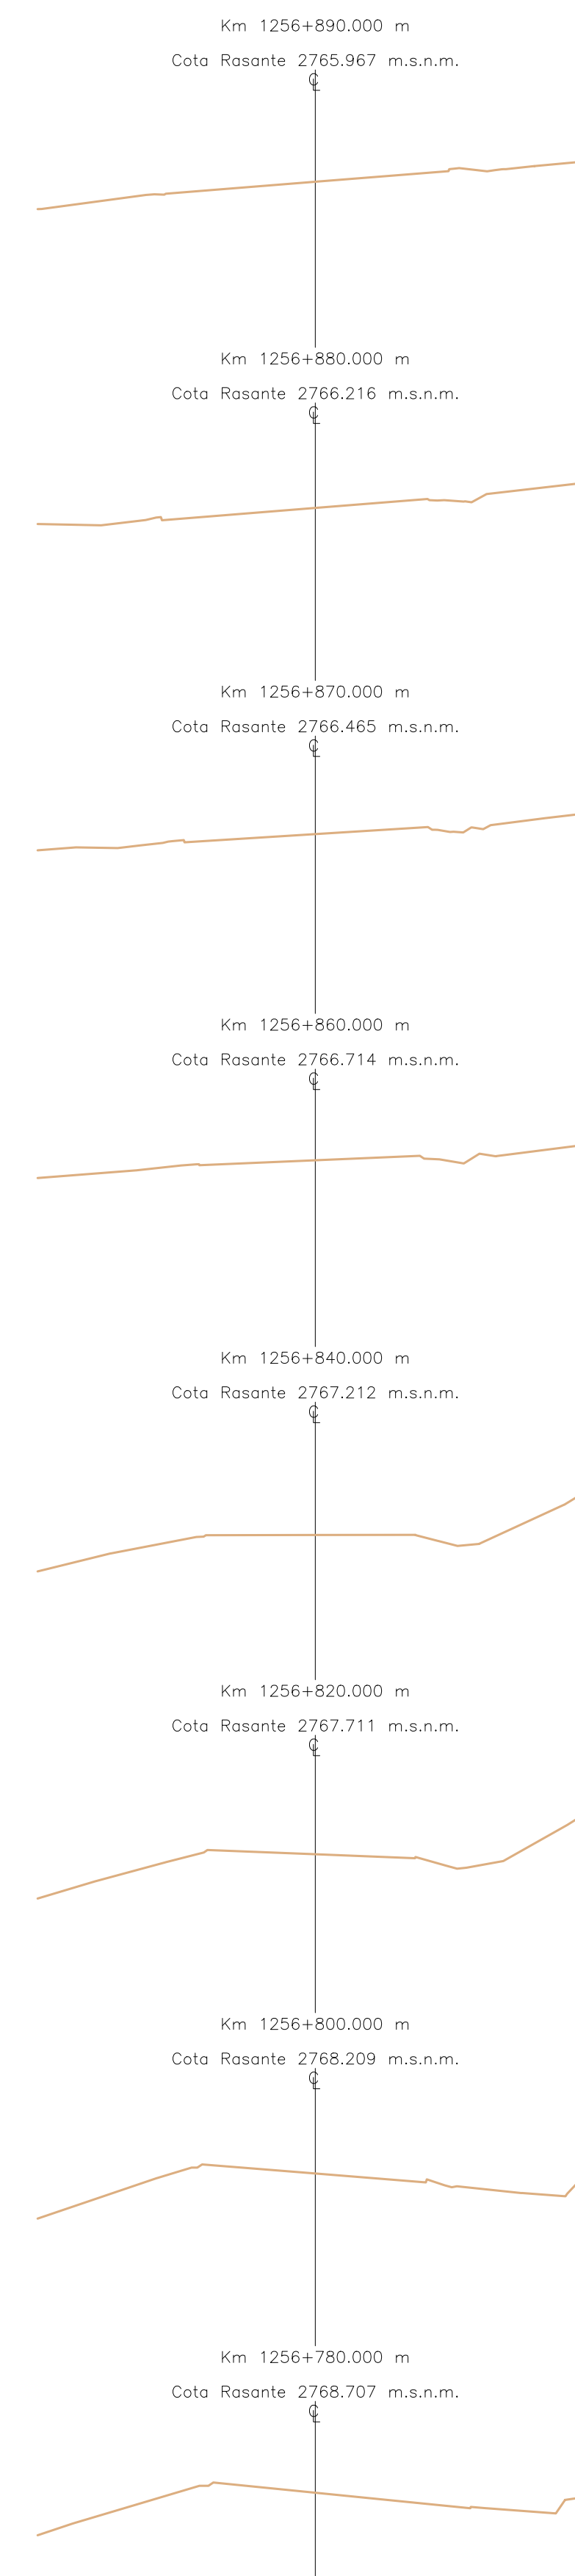 Km 1256+890.000 m
Cota Rasante 2765.967 m.s.n.m.
℄
Km 1256+880.000 m
Cota Rasante 2766.216 m.s.n.m.
℄
Km 1256+870.000 m
Cota Rasante 2766.465 m.s.n.m.
℄
Km 1256+860.000 m
Cota Rasante 2766.714 m.s.n.m.
℄
Km 1256+840.000 m
Cota Rasante 2767.212 m.s.n.m.
℄
Km 1256+820.000 m
Cota Rasante 2767.711 m.s.n.m.
℄
Km 1256+800.000 m
Cota Rasante 2768.209 m.s.n.m.
℄
Km 1256+780.000 m
Cota Rasante 2768.707 m.s.n.m.
℄